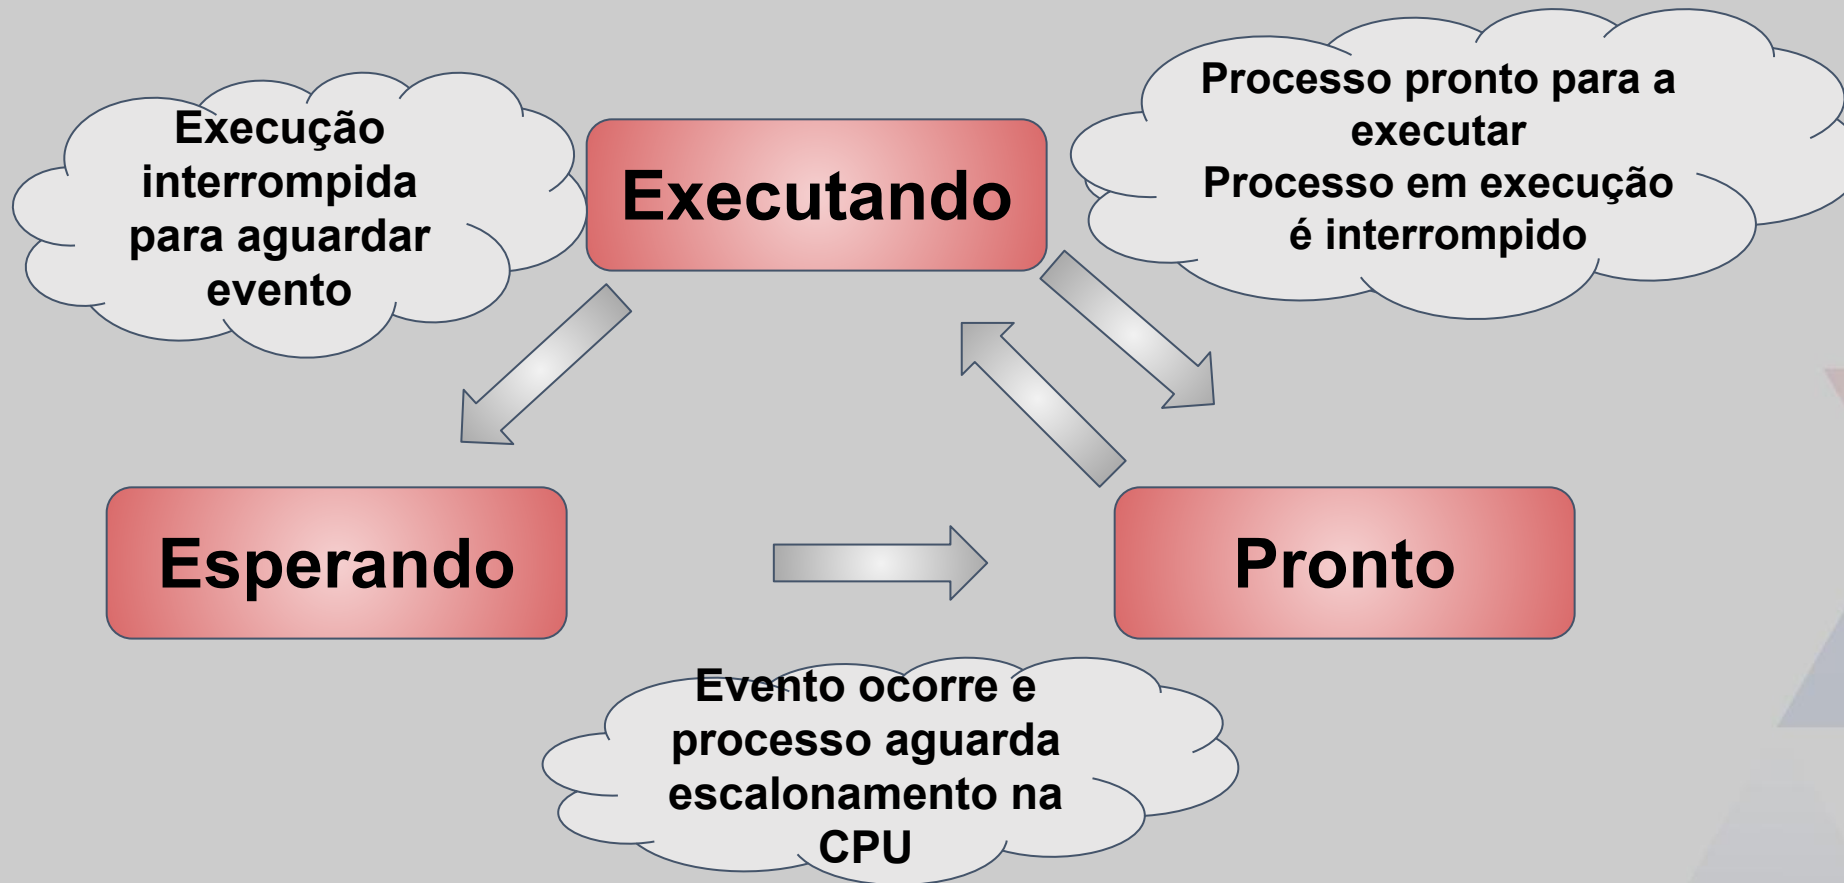 Execução
interrompida
para aguardar
evento
Executando
Processo pronto para a
executar
Processo em execução
é interrompido
Esperando
Pronto
Evento ocorre e
processo aguarda
escalonamento na
CPU